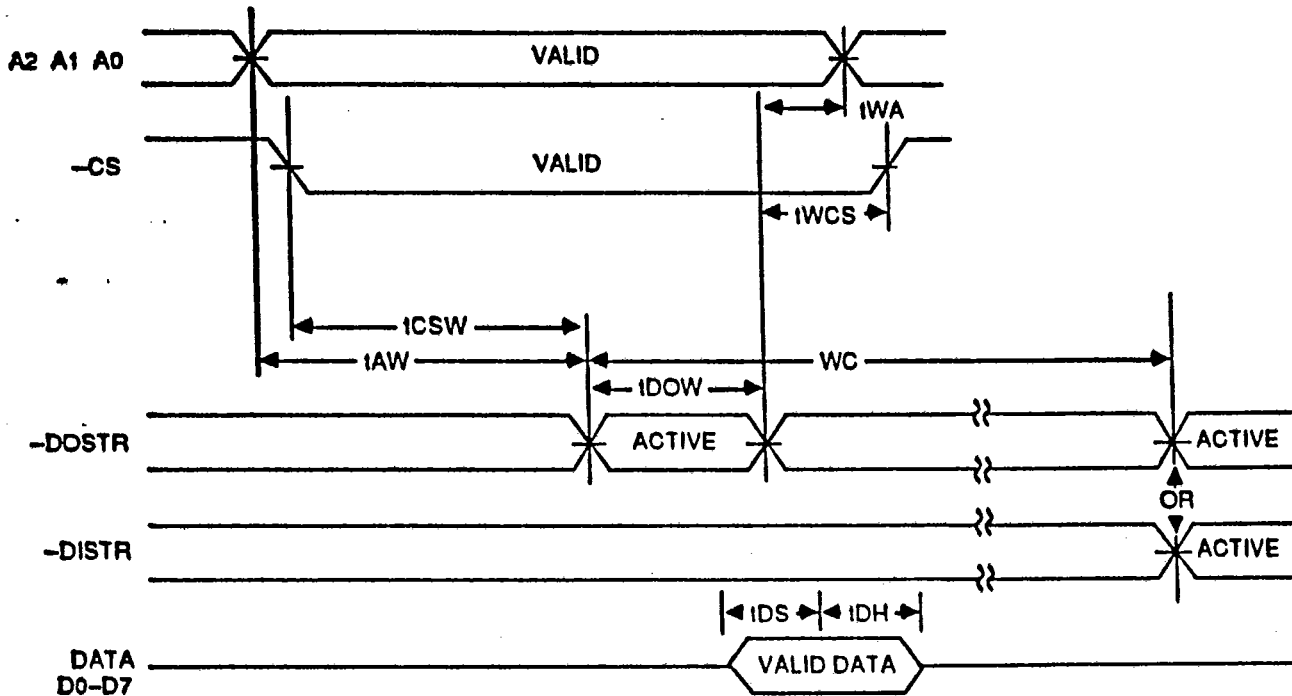 A2 A1 A0
VALID
tWA
–CS
VALID
tWCS
tCSW
tAW
WC
tDOW
–DOSTR
ACTIVE
ACTIVE
OR
–DISTR
ACTIVE
tDS
tDH
DATA
D0–D7
VALID DATA